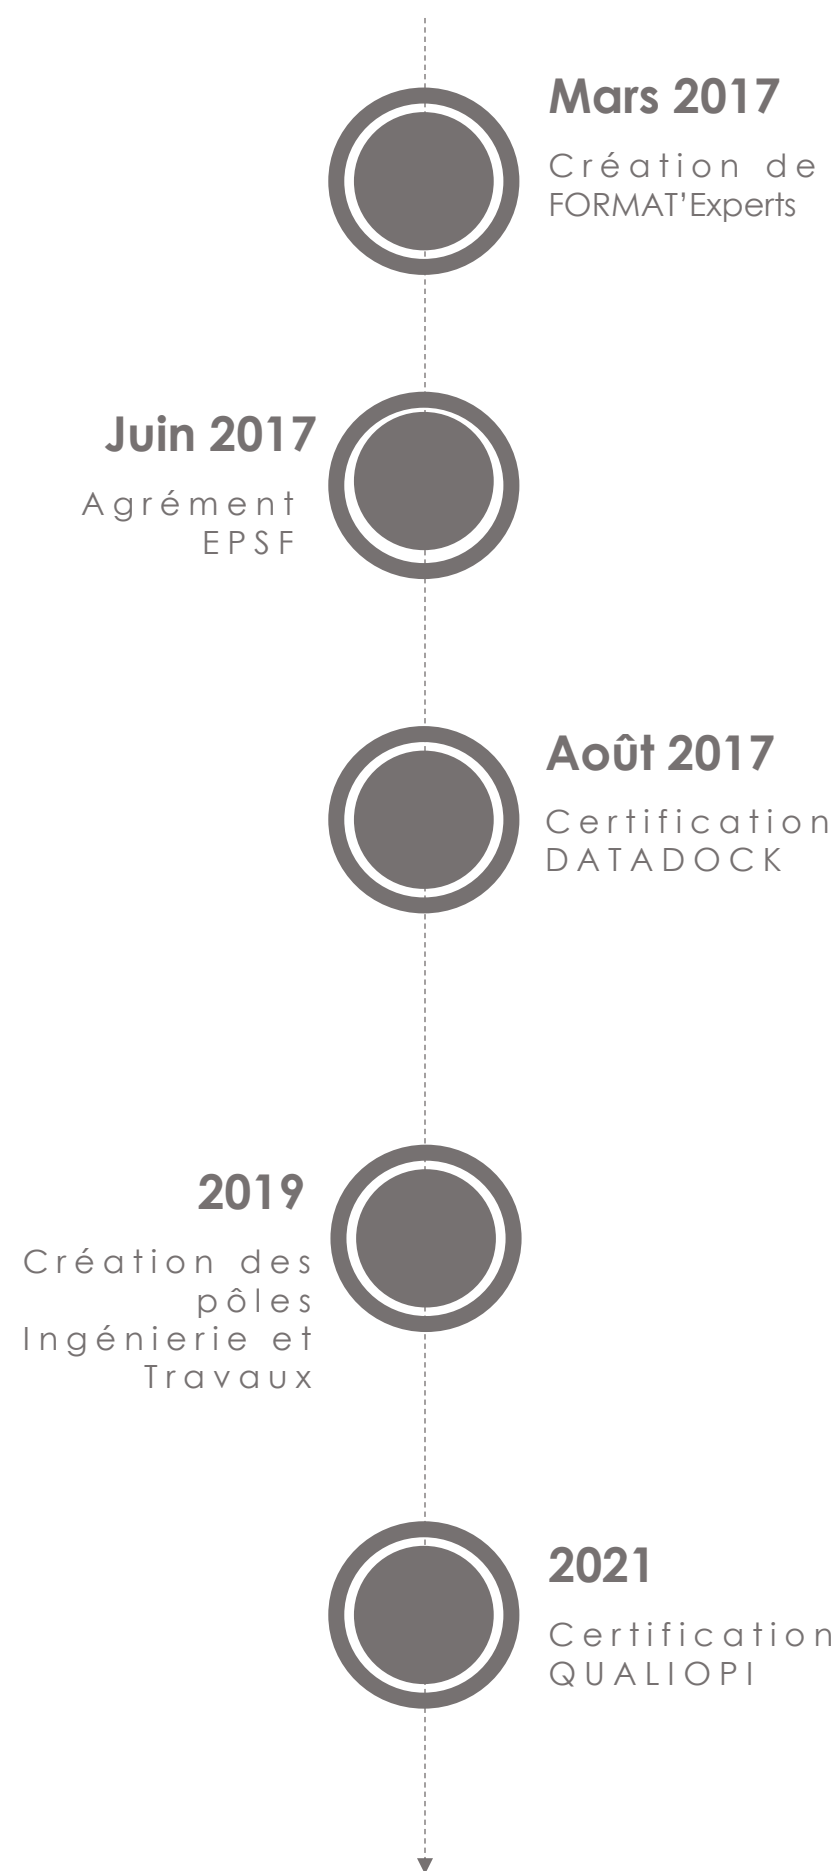 Mars 2017
Création de
FORMAT'Experts
Juin 2017
Agrément
EPSF
Août 2017
Certification
DATADOCK
2019
Création des
pôles
Ingénierie et
Travaux
2021
Certification
QUALIOPI